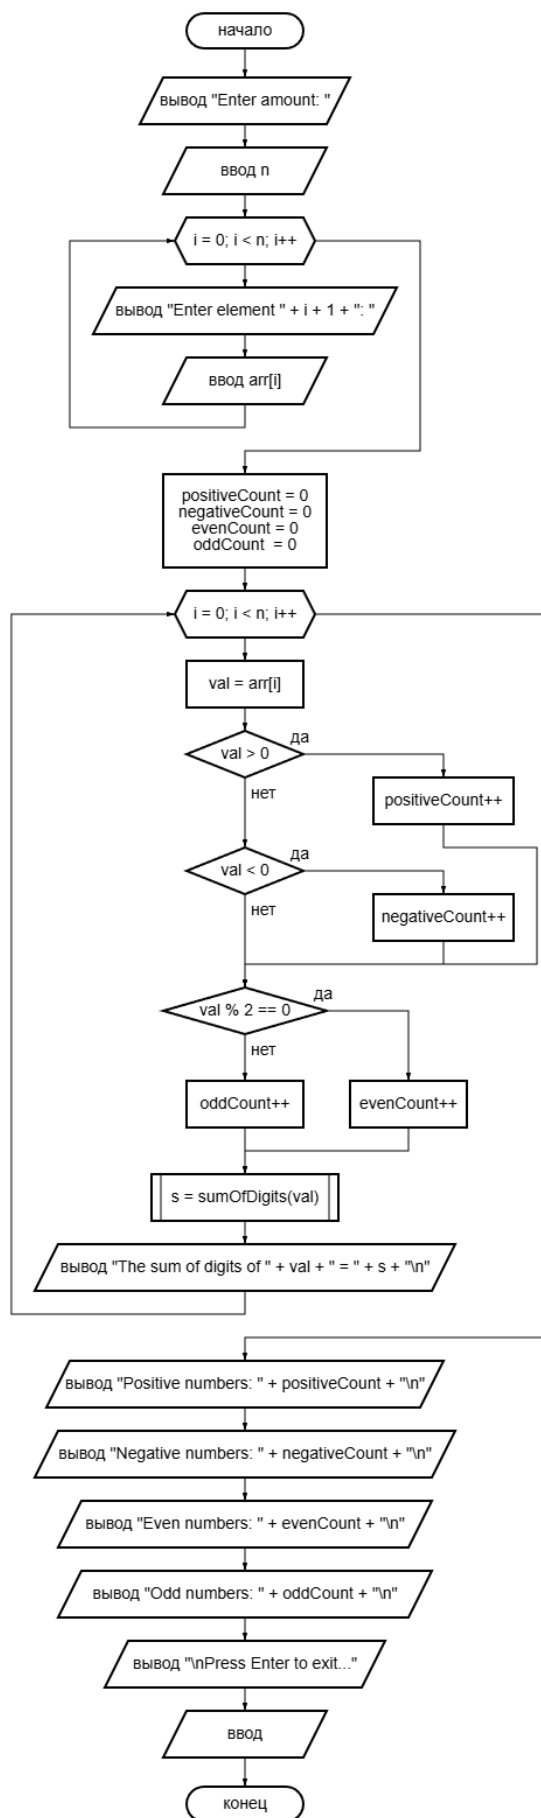 начало
вывод "Enter amount: "
ввод n
i = 0; i < n; i++
вывод "Enter element " + i + 1 + ": "
ввод arr[i]
positiveCount = 0
negativeCount = 0
evenCount = 0
oddCount  = 0
i = 0; i < n; i++
val = arr[i]
val > 0
да
нет
positiveCount++
val < 0
да
нет
negativeCount++
val % 2 == 0
да
нет
oddCount++
evenCount++
s = sumOfDigits(val)
вывод "The sum of digits of " + val + " = " + s + "\n"
вывод "Positive numbers: " + positiveCount + "\n"
вывод "Negative numbers: " + negativeCount + "\n"
вывод "Even numbers: " + evenCount + "\n"
вывод "Odd numbers: " + oddCount + "\n"
вывод "\nPress Enter to exit..."
ввод
конец